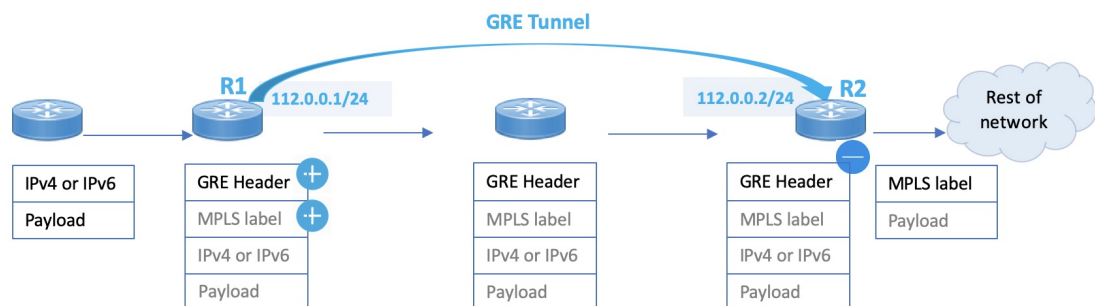 GRE Tunnel
R1
112.0.0.1/24
112.0.0.2/24
R2
Rest of
network
IPv4 or IPv6
Payload
GRE Header
MPLS label
IPv4 or IPv6
Payload
GRE Header
MPLS label
IPv4 or IPv6
Payload
GRE Header
MPLS label
IPv4 or IPv6
Payload
MPLS label
Payload